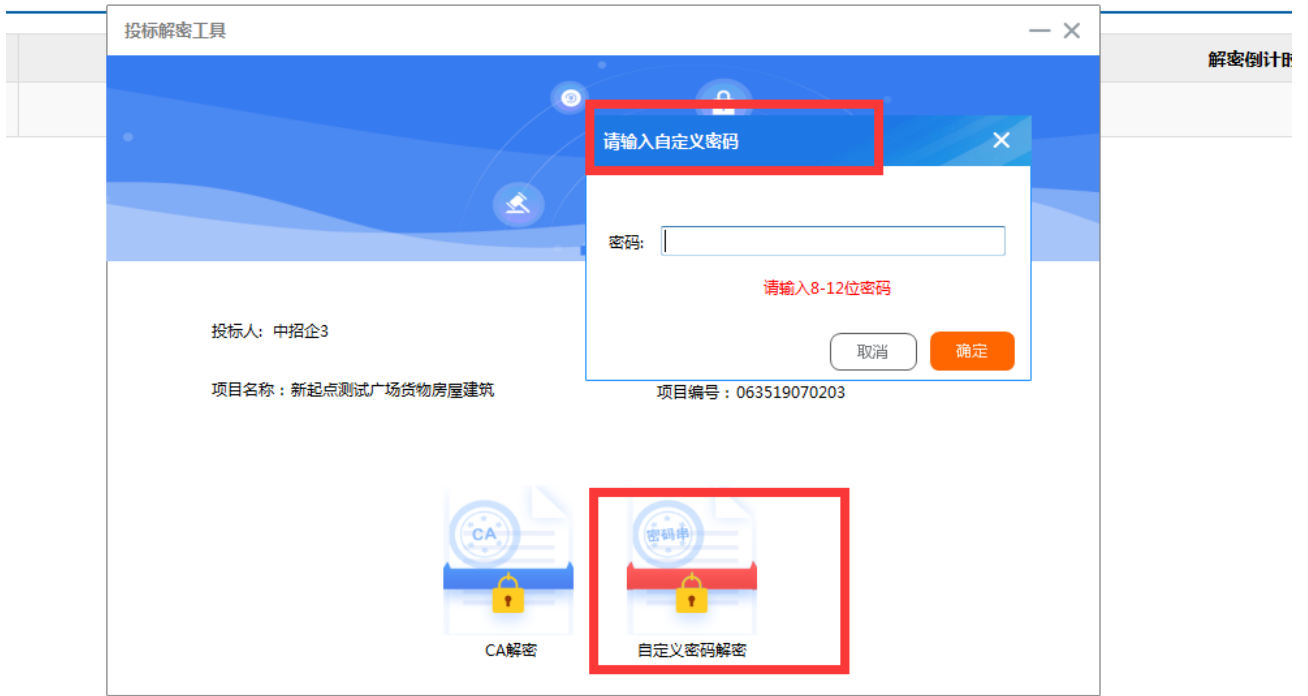 投标解密工具
解密倒计时
请输入自定义密码
密码:
请输入8-12位密码
取消
确定
投标人: 中招企3
项目名称：新起点测试广场货物房屋建筑
项目编号：063519070203
CA
密码串
CA解密
自定义密码解密